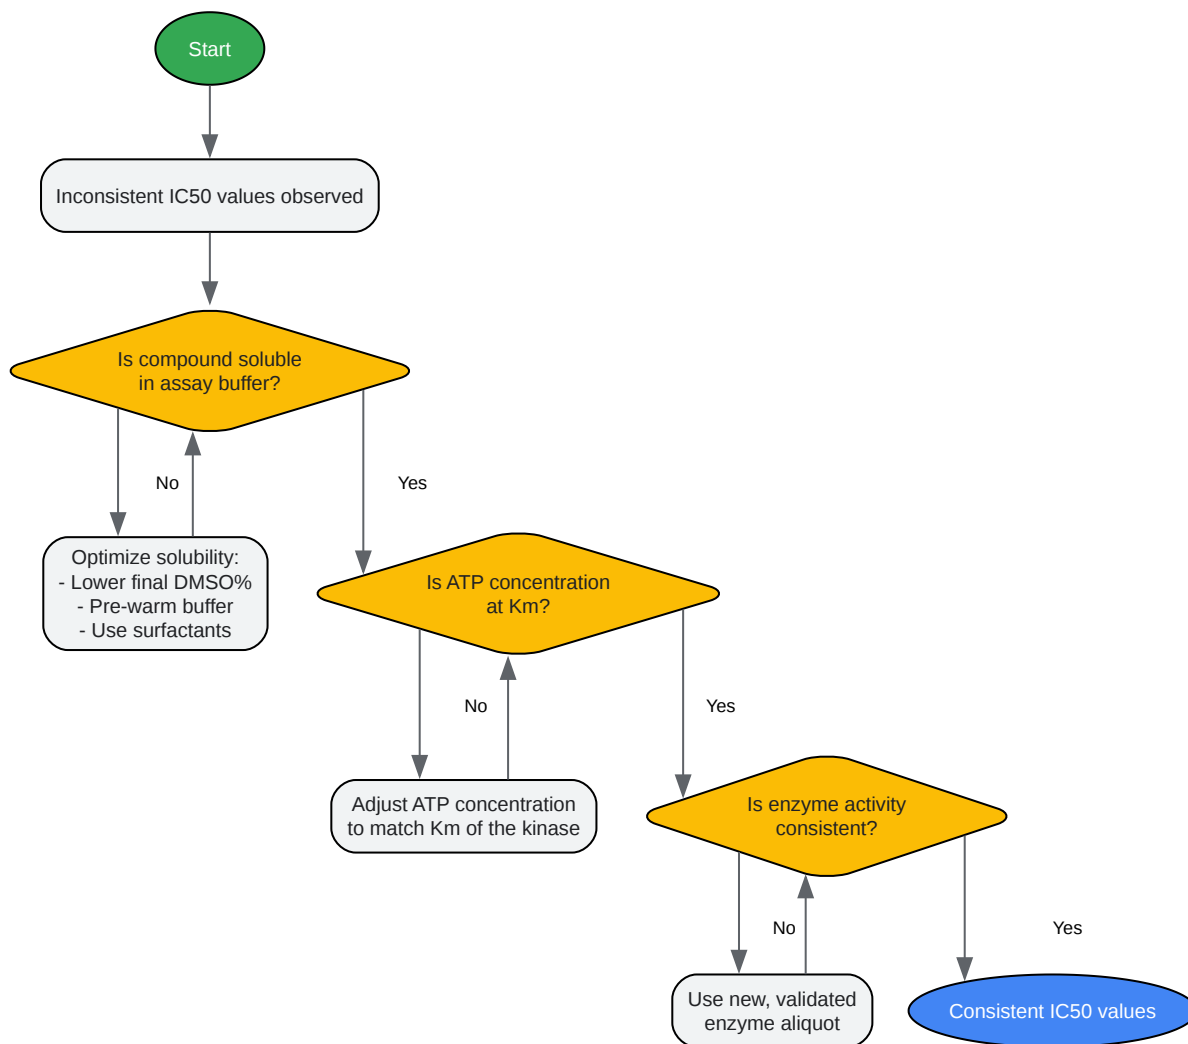 Start
Inconsistent IC50 values observed
Is compound soluble
in assay buffer?
No
Yes
Optimize solubility:
- Lower final DMSO%
- Pre-warm buffer
- Use surfactants
Is ATP concentration
at Km?
No
Yes
Adjust ATP concentration
to match Km of the kinase
Is enzyme activity
consistent?
No
Yes
Use new, validated
enzyme aliquot
Consistent IC50 values